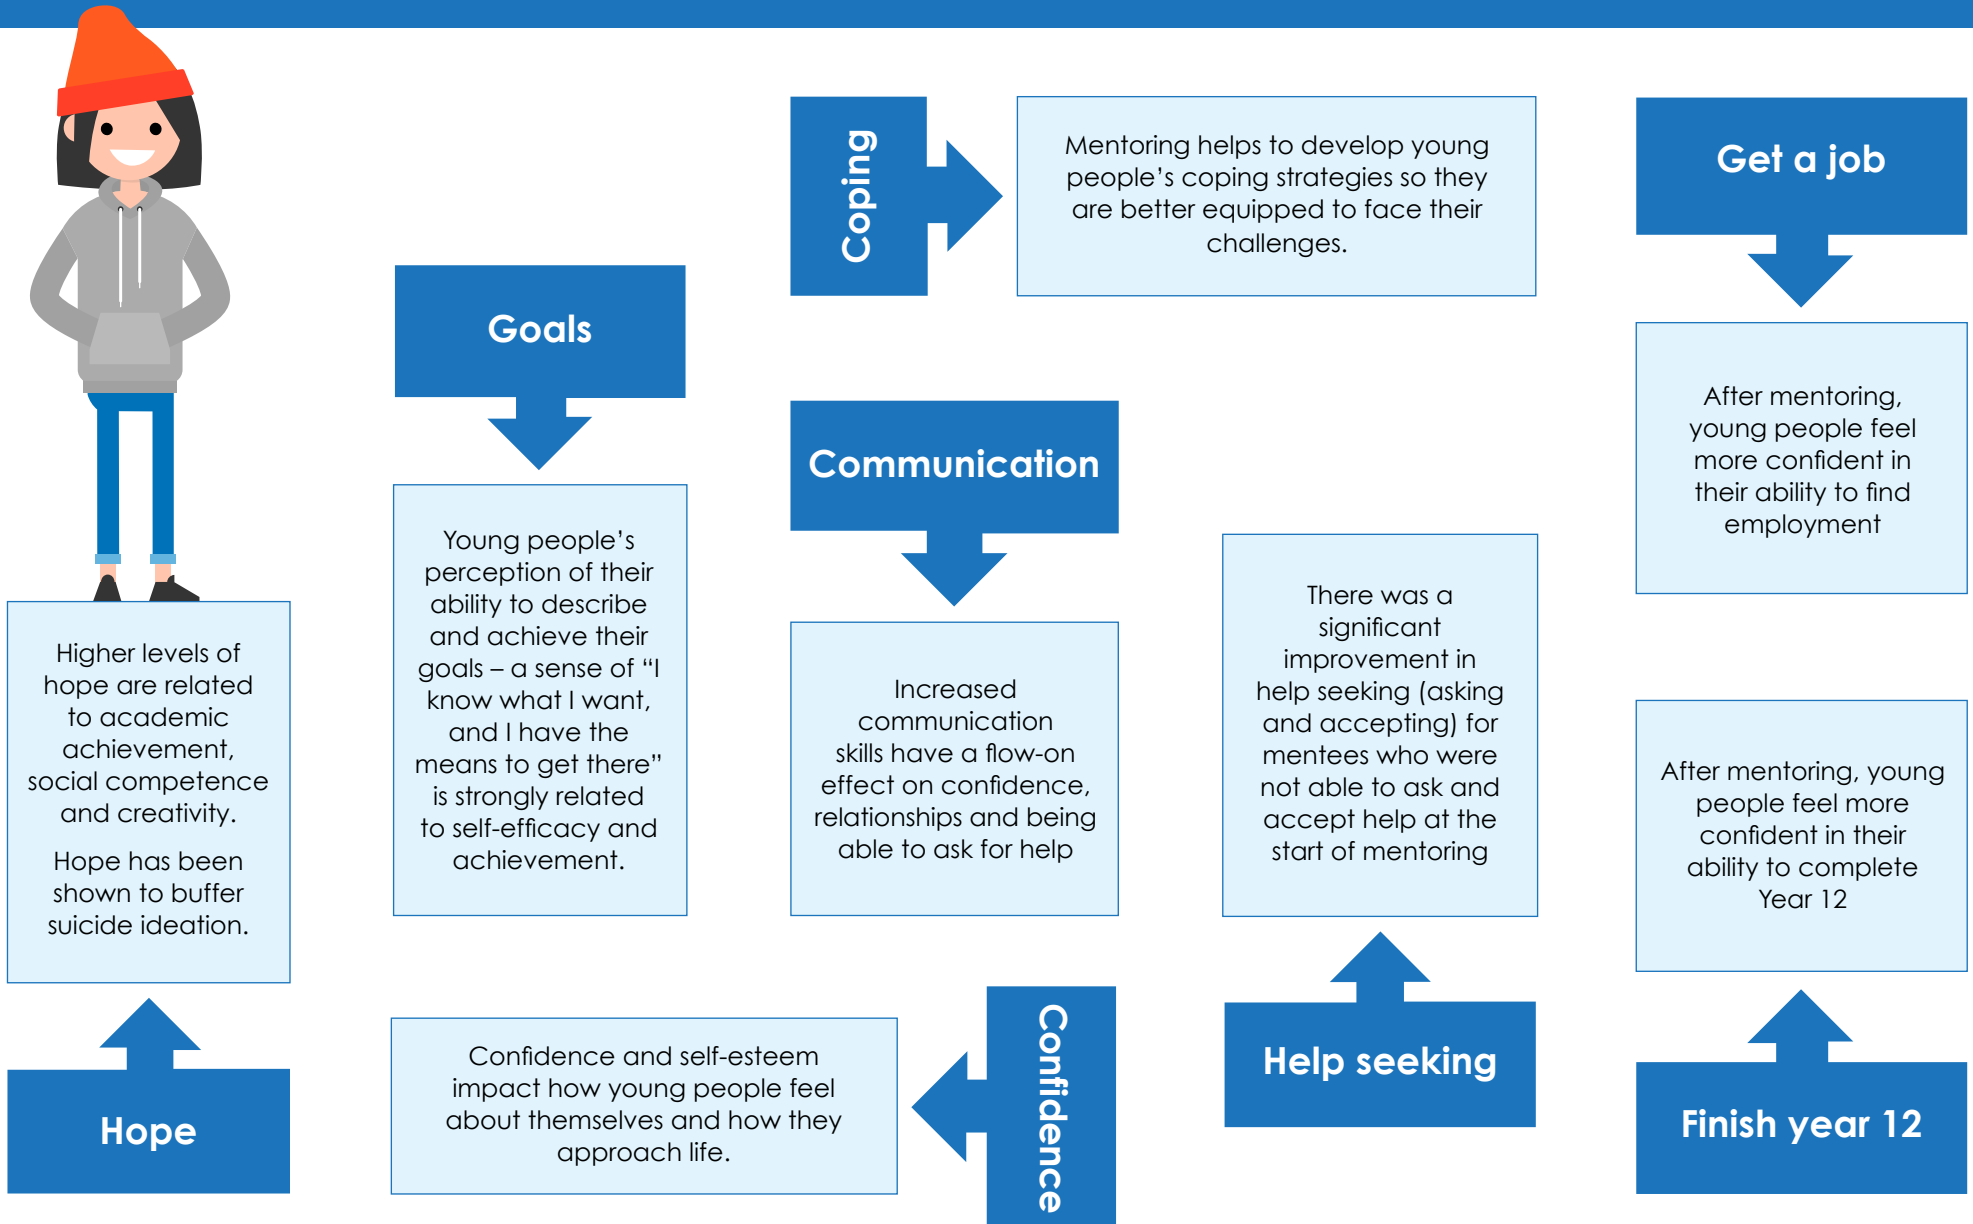 Hope
Higher levels of
hope are related
to academic
achievement,
social competence
and creativity.
Hope has been
shown to buffer
suicide ideation.
Goals
Young people’s
perception of their
ability to describe
and achieve their
goals – a sense of “I
know what I want,
and I have the
means to get there”
is strongly related
to self-efficacy and
achievement.
Coping
Mentoring helps to develop young
people’s coping strategies so they
are better equipped to face their
challenges.
Communication
Increased
communication
skills have a flow-on
effect on confidence,
relationships and being
able to ask for help
Confidence
Confidence and self-esteem
impact how young people feel
about themselves and how they
approach life.
Help seeking
There was a
significant
improvement in
help seeking (asking
and accepting) for
mentees who were
not able to ask and
accept help at the
start of mentoring
Get a job
After mentoring,
young people feel
more confident in
their ability to find
employment
Finish year 12
After mentoring, young
people feel more
confident in their
ability to complete
Year 12